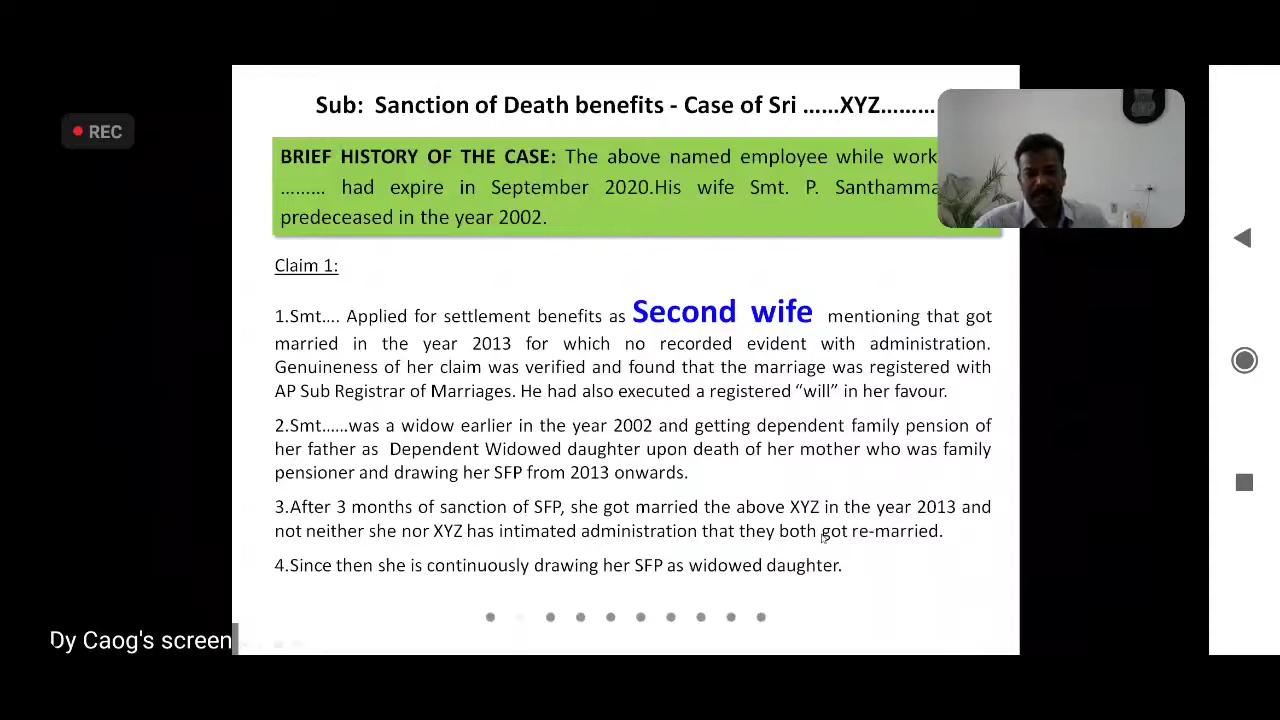 Sub: Sanction of Death benefits - Case of Sri ……XYZ………
REC
BRIEF HISTORY OF THE CASE: The above named employee while work
……… had expire in September 2020.His wife Smt. P. Santhamma
predeceased in the year 2002.
Claim 1:
1.Smt…. Applied for settlement benefits as Second wife mentioning that got
married in the year 2013 for which no recorded evident with administration.
Genuineness of her claim was verified and found that the marriage was registered with
AP Sub Registrar of Marriages. He had also executed a registered “will” in her favour.
2.Smt……was a widow earlier in the year 2002 and getting dependent family pension of
her father as Dependent Widowed daughter upon death of her mother who was family
pensioner and drawing her SFP from 2013 onwards.
3.After 3 months of sanction of SFP, she got married the above XYZ in the year 2013 and
not neither she nor XYZ has intimated administration that they both got re-married.
4.Since then she is continuously drawing her SFP as widowed daughter.
Dy Caog's screen